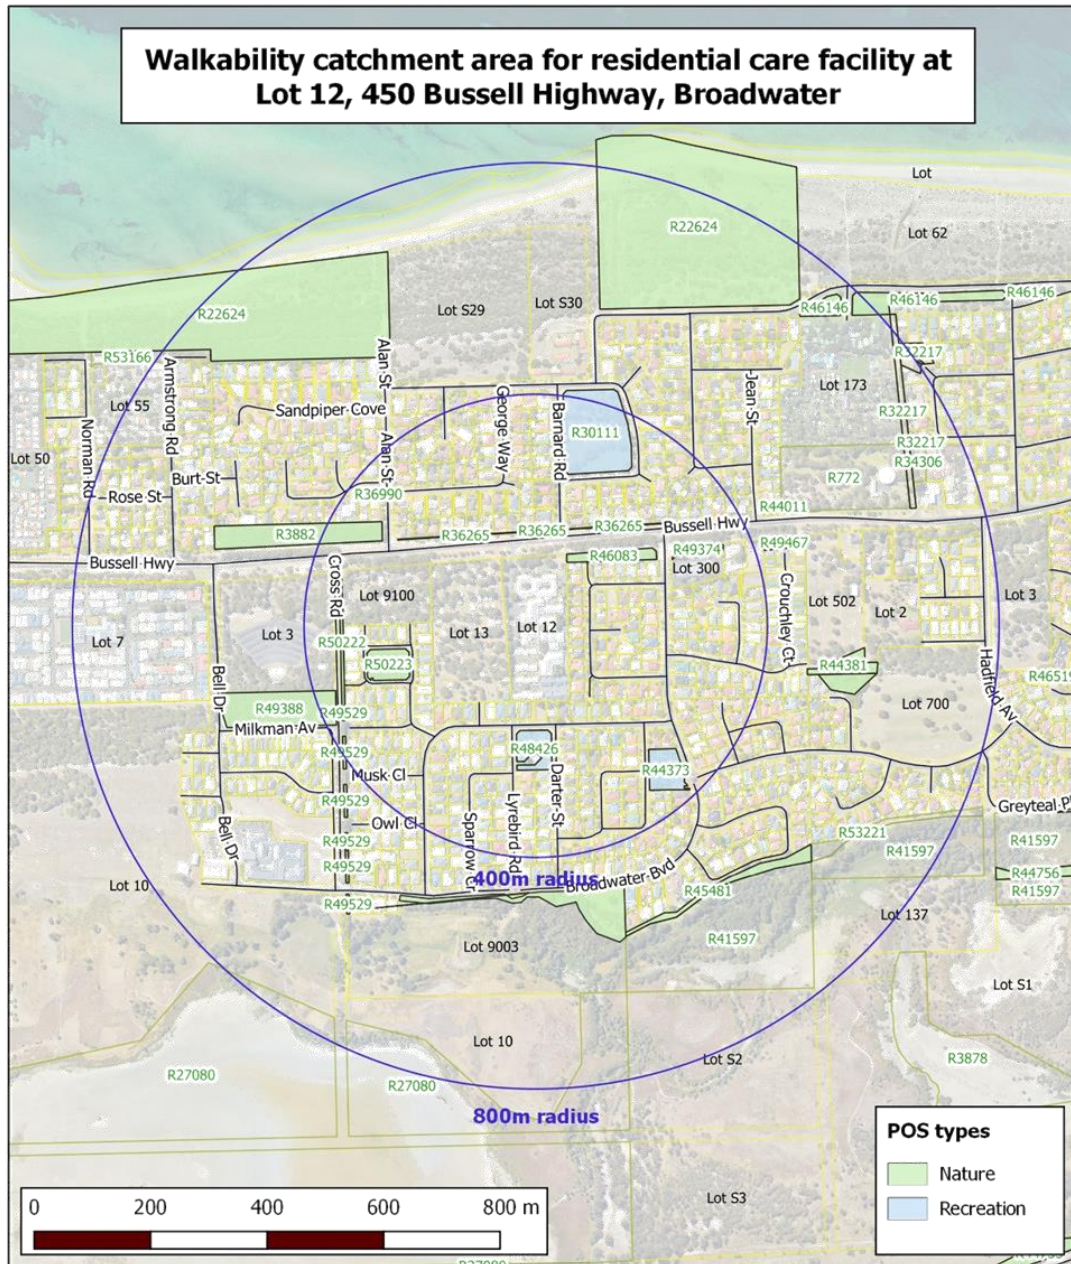 Walkability catchment area for residential care facility at
Lot 12, 450 Bussell Highway, Broadwater
Lot
R22624
Lot 62
R46146
R46146
R46146
Lot S29
Lot S30
R22624
R53166
Alan St
R32217
Armstrong Rd
George Way
Jean St
Lot 173
Lot 55
Sandpiper Cove
Barnard Rd
R32217
R30111
Norman Rd
Alan St
R32217
Lot 50
R34306
Burt St
R772
Rose St
R36990
R44011
R36265
R36265
R36265
Bussell Hwy
R3882
R49467
R46083
R49374
Bussell Hwy
Cross Rd
Lot 300
Lot 9100
Crouchley Ct
Lot 502
Lot 3
Lot 2
Lot 7
Lot 3
Lot 13
Lot 12
R50222
R50223
R44381
Hadfield Av
R46519
Bell Dr
R49388
R49529
Lot 700
Milkman Av
R49529
R48426
R44373
Musk Cl
Darter St
R49529
Lyrebird Rd
Greyteal Pl
Owl Cl
Sparrow Cr
Bell Dr
R49529
R53221
R41597
R41597
R49529
400m radius
Broadwater Bvd
R44756
Lot 10
R45481
R41597
R49529
Lot 137
Lot 9003
R41597
Lot S1
Lot 10
Lot S2
R3878
R27080
R27080
800m radius
POS types
Nature
Recreation
Lot S3
0 200 400 600 800 m